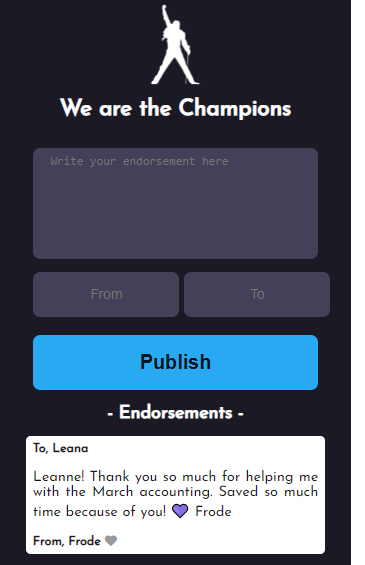 We are the Champions
Write your endorsement here
From
To
Publish
- Endorsements -
To, Leana
Leanne! Thank you so much for helping me
with the March accounting. Saved so much
time because of you! 💜 Frode
From, Frode